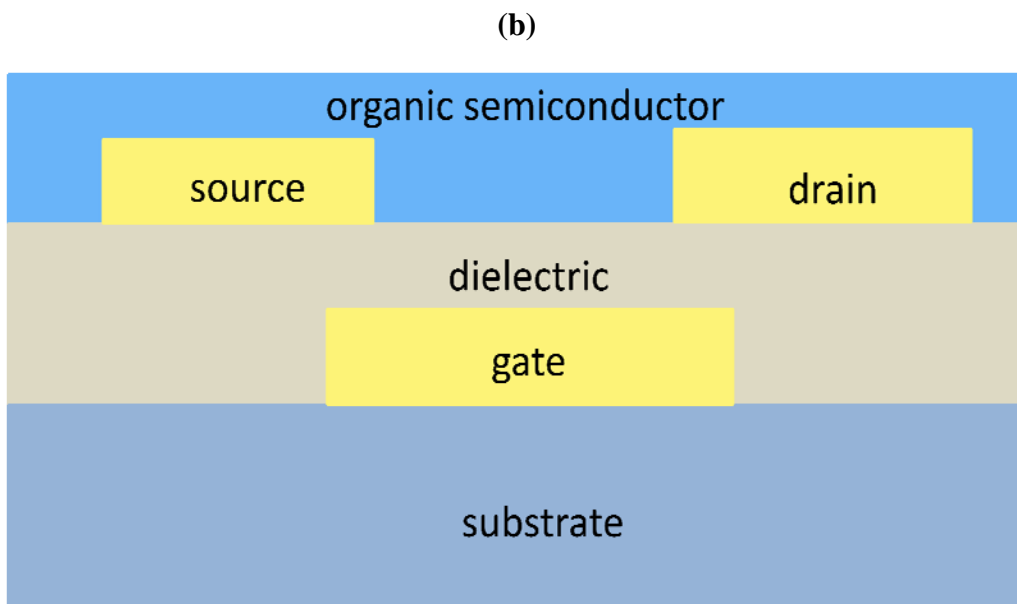 (b)
organic semiconductor
source
drain
dielectric
gate
substrate